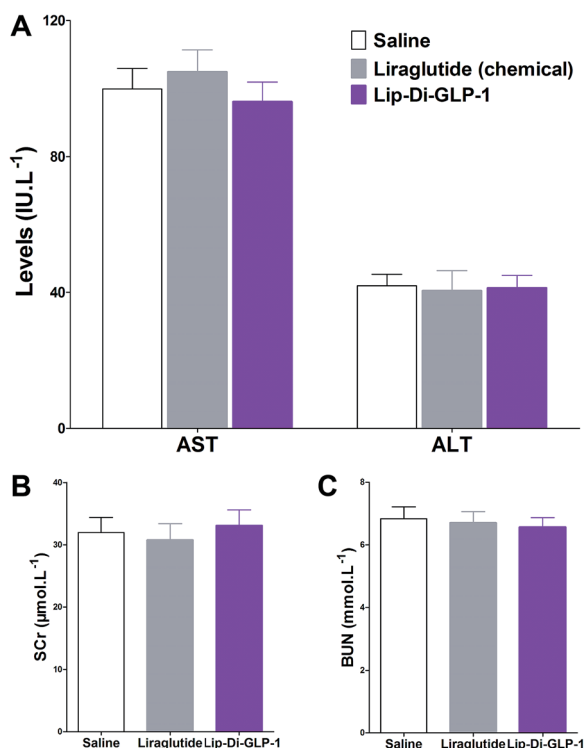 A
120
80
40
0
Levels (IU.L⁻¹)
Saline
Liraglutide (chemical)
Lip-Di-GLP-1
AST ALT
B
40
30
20
10
0
SCr (μmol.L⁻¹)
Saline Liraglutide Lip-Di-GLP-1
C
8
6
4
2
0
BUN (mmol.L⁻¹)
Saline Liraglutide Lip-Di-GLP-1